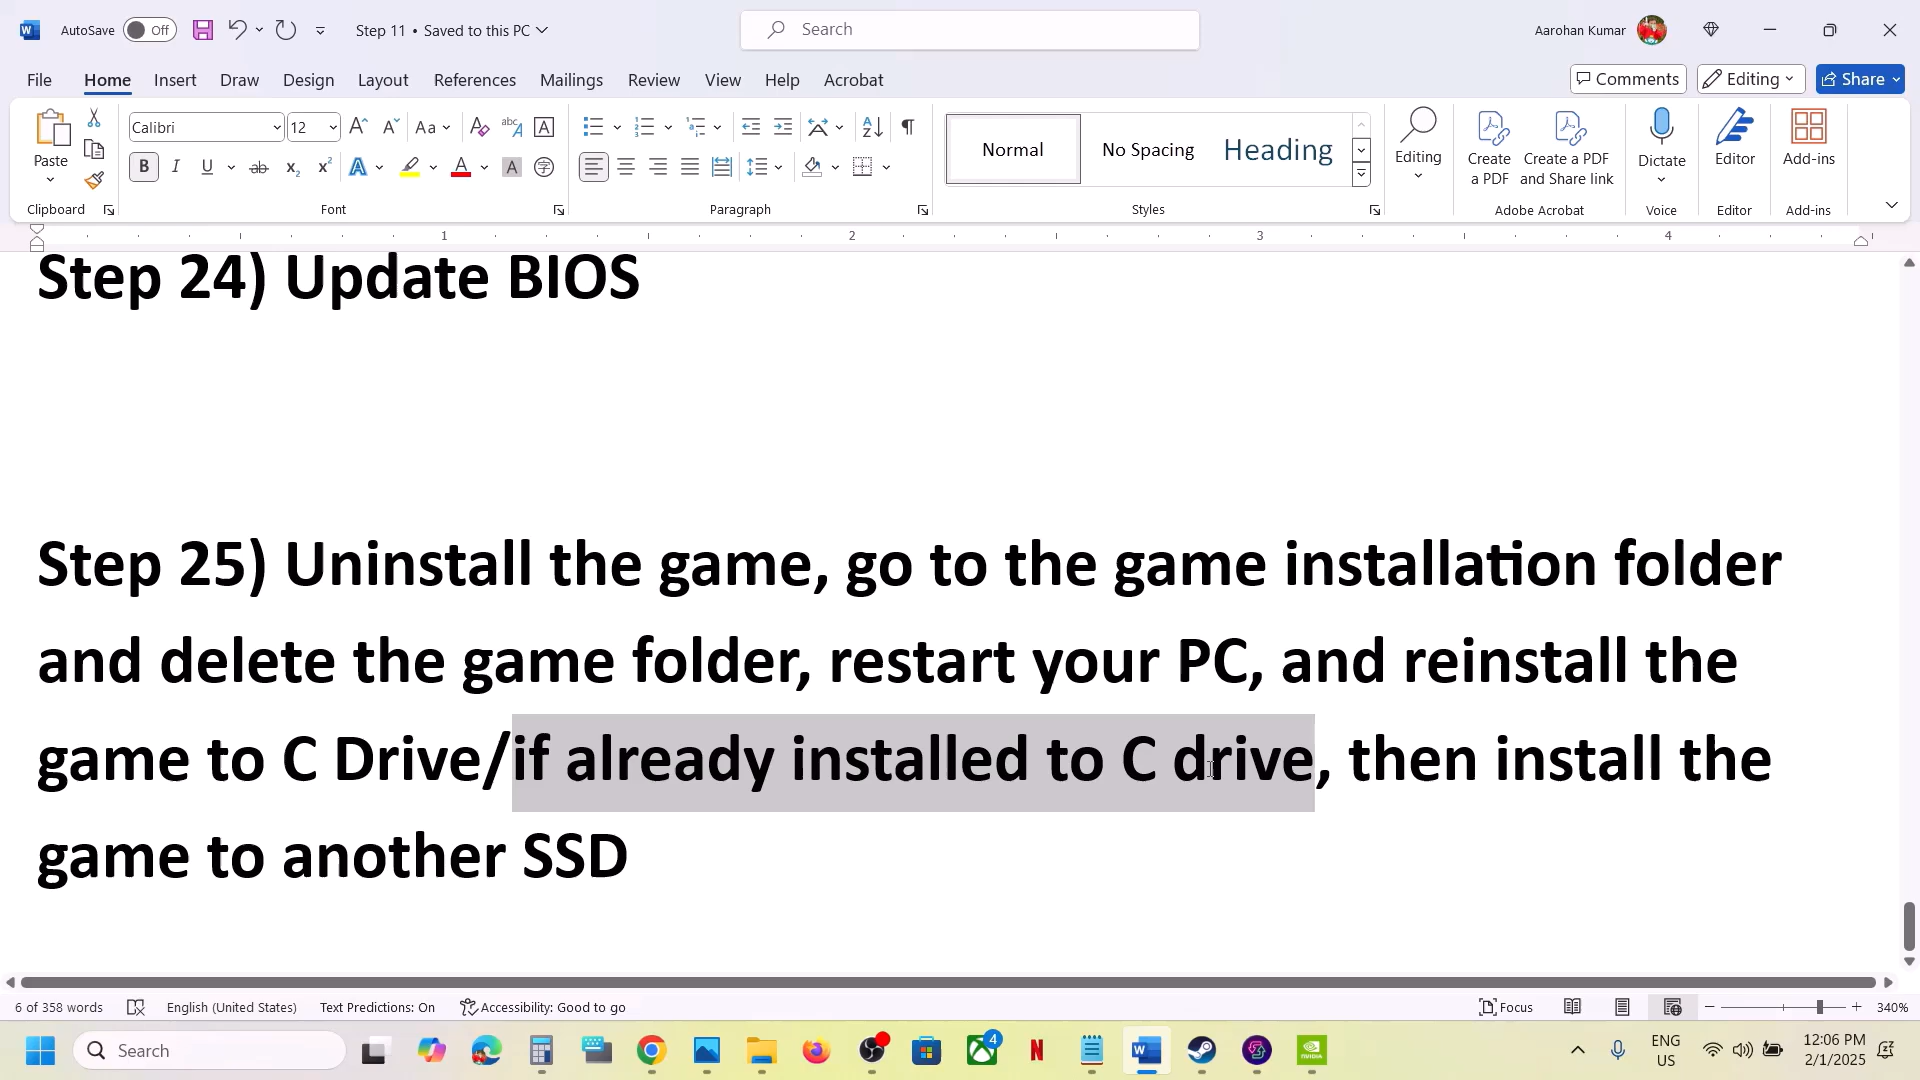 AutoSave Off Step 11 • Saved to this PC Search Aarohan Kumar
File Home Insert Draw Design Layout References Mailings Review View Help Acrobat Comments Editing Share
Paste Calibri 12 Aa Normal No Spacing Heading Editing Create a PDF Create a PDF and Share link Dictate Editor Add-ins
Clipboard Font Paragraph Styles Adobe Acrobat Voice Editor Add-ins
1 2 3 4
Step 24) Update BIOS
Step 25) Uninstall the game, go to the game installation folder
and delete the game folder, restart your PC, and reinstall the
game to C Drive/if already installed to C drive, then install the
game to another SSD
6 of 358 words English (United States) Text Predictions: On Accessibility: Good to go Focus 340%
Search 4 ENG US 12:06 PM 2/1/2025